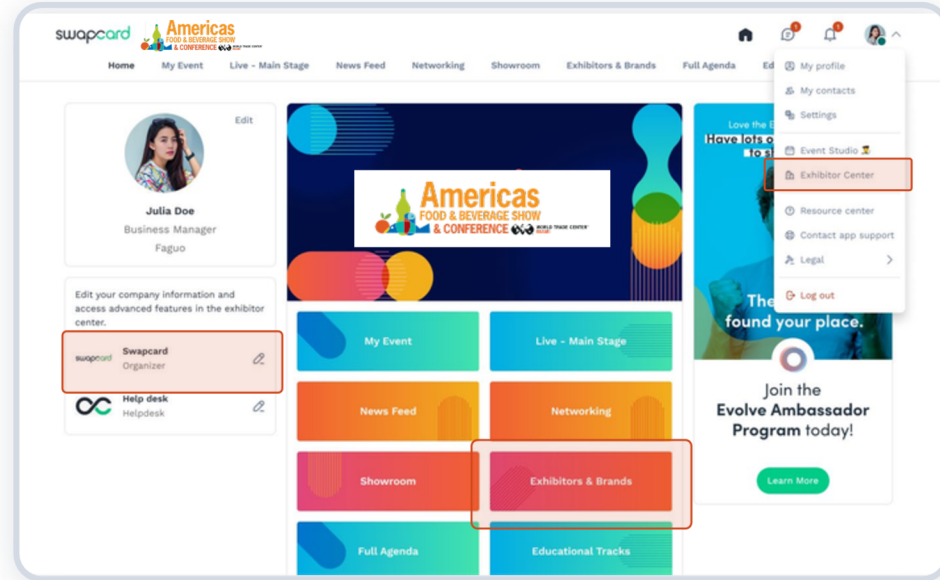 swapcard
Americas
FOOD & BEVERAGE SHOW
& CONFERENCE WORLD TRADE CENTER
Home My Event Live - Main Stage News Feed Networking Showroom Exhibitors & Brands Full Agenda Ed
My profile
My contacts
Settings
Event Studio
Exhibitor Center
Resource center
Contact app support
Legal
Log out
Edit
Julia Doe
Business Manager
Faguo
Edit your company information and
access advanced features in the exhibitor
center.
swapcard Swapcard
Organizer
Help desk
Helpdesk
Americas
FOOD & BEVERAGE SHOW
& CONFERENCE WORLD TRADE CENTER
My Event
Live - Main Stage
News Feed
Networking
Showroom
Exhibitors & Brands
Full Agenda
Educational Tracks
Love the E
Have lots o
to s
The
found your place.
Join the
Evolve Ambassador
Program today!
Learn More